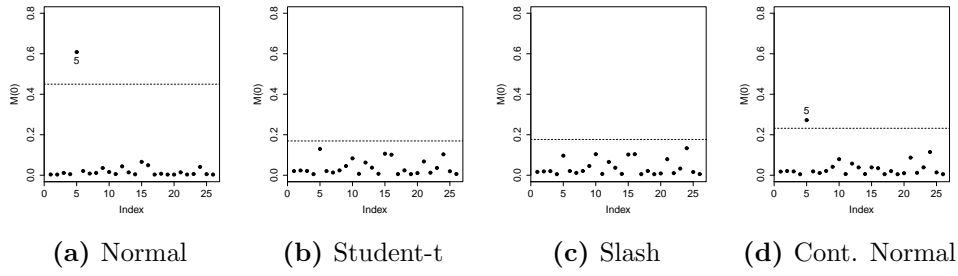 0.8 0.8 0.8 0.8
0.6 0.6 0.6 0.6
5
M(0) M(0) M(0) M(0)
0.4 0.4 0.4 0.4
5
0.2 0.2 0.2 0.2
0.0 0.0 0.0 0.0
0 5 10 15 20 25 0 5 10 15 20 25 0 5 10 15 20 25 0 5 10 15 20 25
Index Index Index Index
(a) Normal (b) Student-t (c) Slash (d) Cont. Normal